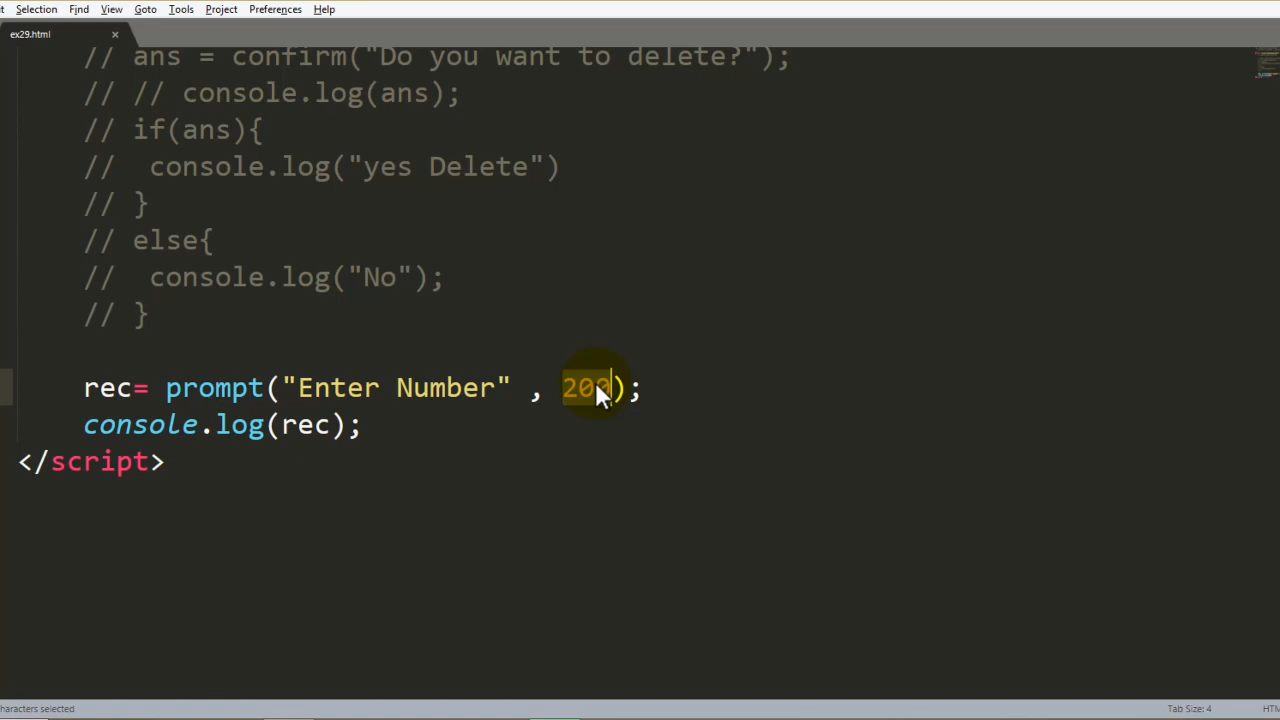 Selection Find View Goto Tools Project Preferences Help
ex29.html ×
// ans = confirm("Do you want to delete?");
// // console.log(ans);
// if(ans){
//  console.log("yes Delete")
// }
// else{
//  console.log("No");
// }
rec= prompt("Enter Number" , 200);
console.log(rec);
</script>
haracters selected Tab Size: 4 HTM